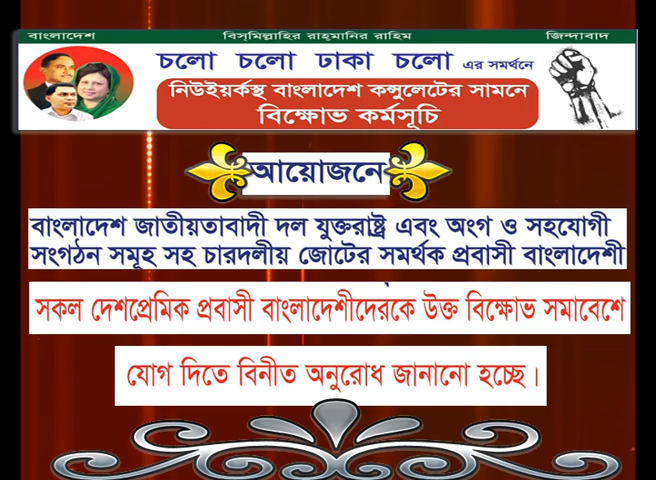 বাংলাদেশ বিসমিল্লাহির রাহমানির রাহিম জিন্দাবাদ
চলো চলো ঢাকা চলো এর সমর্থনে
নিউইয়র্কস্থ বাংলাদেশ কন্সুলেটের সামনে
বিক্ষোভ কর্মসূচি
আয়োজনে
বাংলাদেশ জাতীয়তাবাদী দল যুক্তরাষ্ট্র এবং অংগ ও সহযোগী
সংগঠন সমূহ সহ চারদলীয় জোটের সমর্থক প্রবাসী বাংলাদেশী
সকল দেশপ্রেমিক প্রবাসী বাংলাদেশীদেরকে উক্ত বিক্ষোভ সমাবেশে
যোগ দিতে বিনীত অনুরোধ জানানো হচ্ছে।